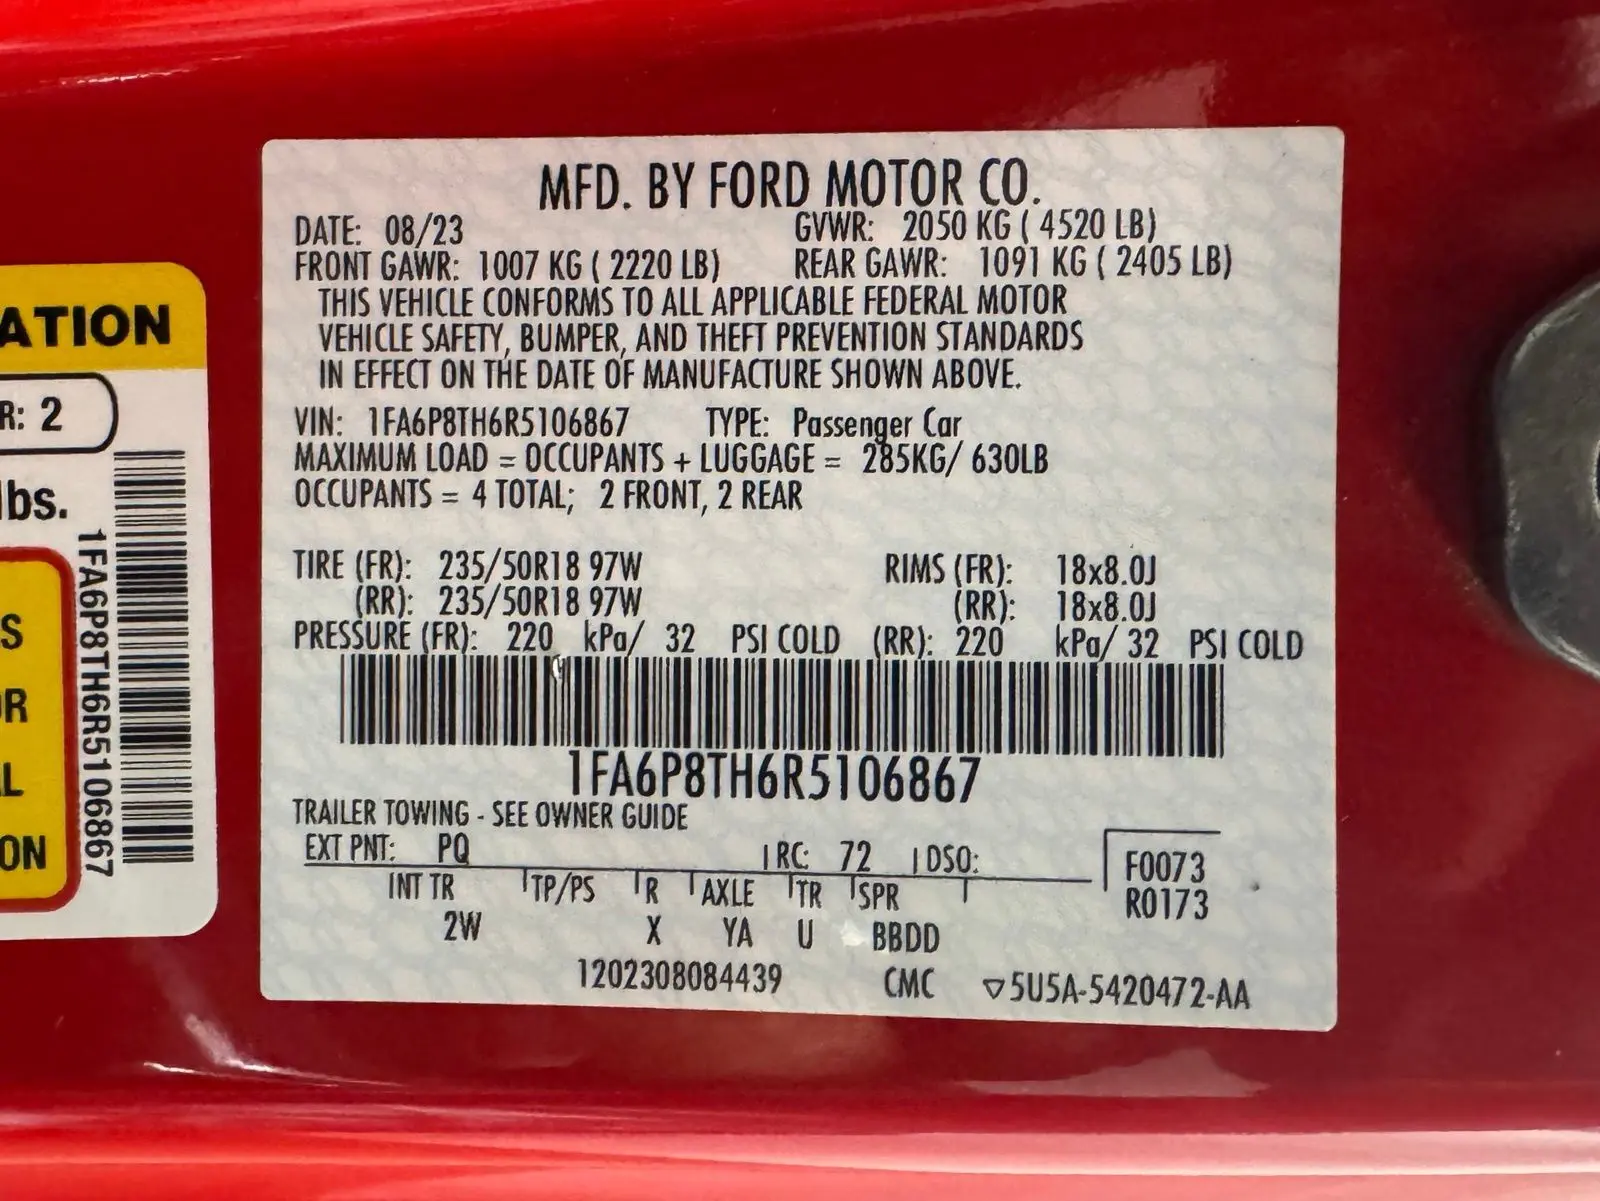 MFD. BY FORD MOTOR CO.
DATE: 08/23 GVWR: 2050 KG ( 4520 LB)
FRONT GAWR: 1007 KG ( 2220 LB) REAR GAWR: 1091 KG ( 2405 LB)
THIS VEHICLE CONFORMS TO ALL APPLICABLE FEDERAL MOTOR
VEHICLE SAFETY, BUMPER, AND THEFT PREVENTION STANDARDS
IN EFFECT ON THE DATE OF MANUFACTURE SHOWN ABOVE.
VIN: 1FA6P8TH6R5106867 TYPE: Passenger Car
MAXIMUM LOAD = OCCUPANTS + LUGGAGE = 285KG/ 630LB
OCCUPANTS = 4 TOTAL; 2 FRONT, 2 REAR
TIRE (FR): 235/50R18 97W RIMS (FR): 18x8.0J
(RR): 235/50R18 97W (RR): 18x8.0J
PRESSURE (FR): 220 kPa/ 32 PSI COLD (RR): 220 kPa/ 32 PSI COLD
1FA6P8TH6R5106867
TRAILER TOWING - SEE OWNER GUIDE
EXT PNT: PQ RC: 72 DSO: F0073
R0173
INT TR TP/PS R AXLE TR SPR
2W X YA U BBDD
1202308084439 CMC ▽5U5A-5420472-AA
ATION
R: 2
lbs.
1FA6P8TH6R5106867
S
OR
AL
ON